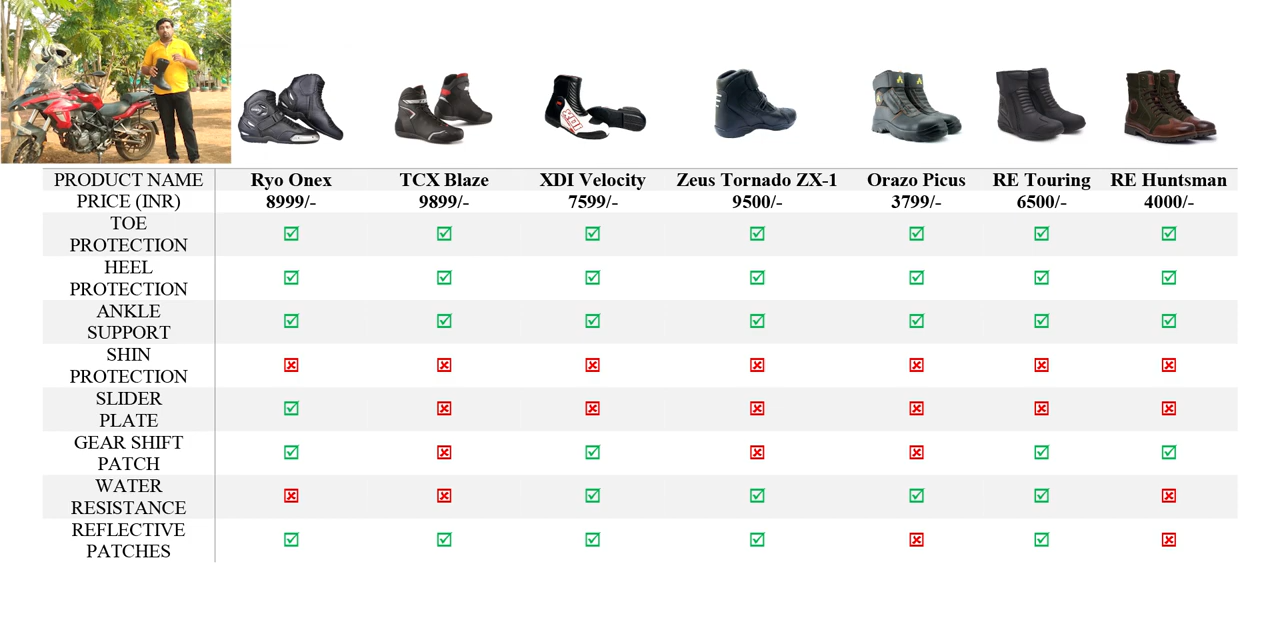 PRODUCT NAME Ryo Onex TCX Blaze XDI Velocity Zeus Tornado ZX-1 Orazo Picus RE Touring RE Huntsman
PRICE (INR) 8999/- 9899/- 7599/- 9500/- 3799/- 6500/- 4000/-
TOE
PROTECTION ☑ ☑ ☑ ☑ ☑ ☑ ☑
HEEL
PROTECTION ☑ ☑ ☑ ☑ ☑ ☑ ☑
ANKLE
SUPPORT ☑ ☑ ☑ ☑ ☑ ☑ ☑
SHIN
PROTECTION ☒ ☒ ☒ ☒ ☒ ☒ ☒
SLIDER
PLATE ☑ ☒ ☒ ☒ ☒ ☒ ☒
GEAR SHIFT
PATCH ☑ ☒ ☑ ☒ ☒ ☑ ☑
WATER
RESISTANCE ☒ ☒ ☑ ☑ ☑ ☑ ☒
REFLECTIVE
PATCHES ☑ ☑ ☑ ☑ ☒ ☑ ☒